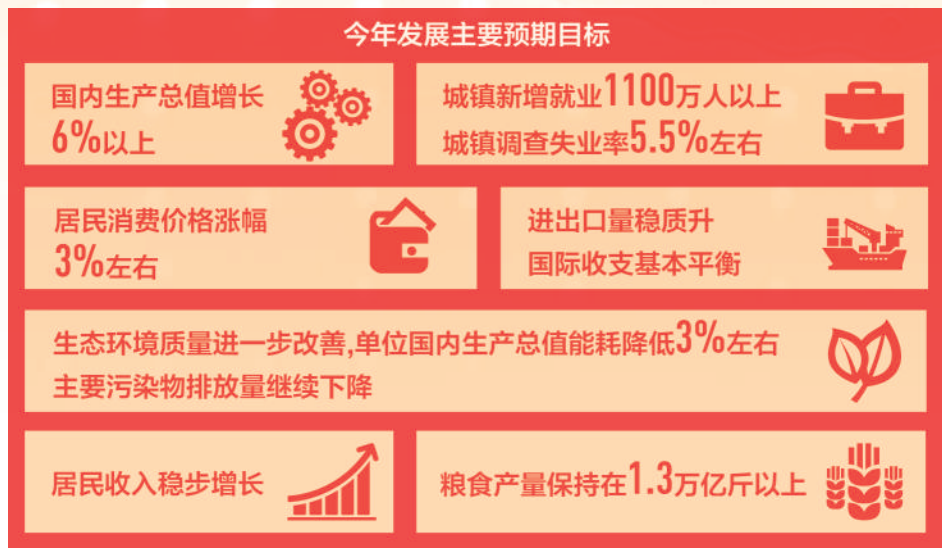 今年发展主要预期目标
国内生产总值增长
6%以上
城镇新增就业1100万人以上
城镇调查失业率5.5%左右
居民消费价格涨幅
3%左右
进出口量稳质升
国际收支基本平衡
生态环境质量进一步改善,单位国内生产总值能耗降低3%左右
主要污染物排放量继续下降
居民收入稳步增长
粮食产量保持在1.3万亿斤以上